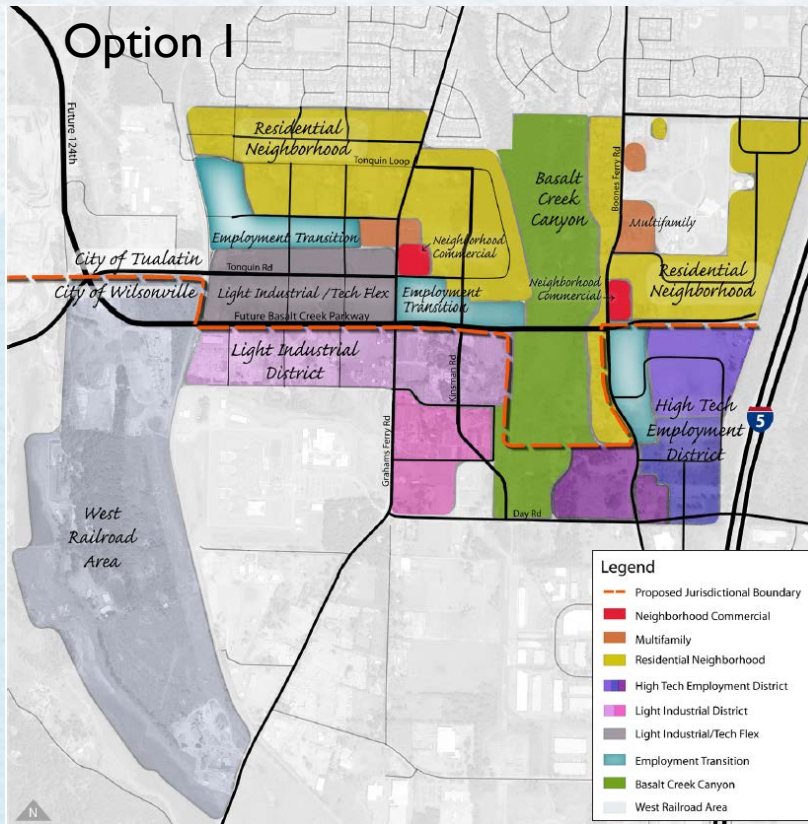 Option 1
Future 124th
Residential
Neighborhood
Tonquin Loop
Basalt
Creek
Canyon
Boones Ferry Rd
Multifamily
Employment Transition
Neighborhood
Commercial
City of Tualatin
Tonquin Rd
Residential
Neighborhood
City of Wilsonville
Light Industrial / Tech Flex
Employment
Transition
Neighborhood
Commercial
Future Basalt Creek Parkway
Light Industrial
District
Kinsman Rd
Grahams Ferry Rd
High Tech
Employment
District
5
West
Railroad
Area
Day Rd
Legend
Proposed Jurisdictional Boundary
Neighborhood Commercial
Multifamily
Residential Neighborhood
High Tech Employment District
Light Industrial District
Light Industrial/Tech Flex
Employment Transition
Basalt Creek Canyon
West Railroad Area
N